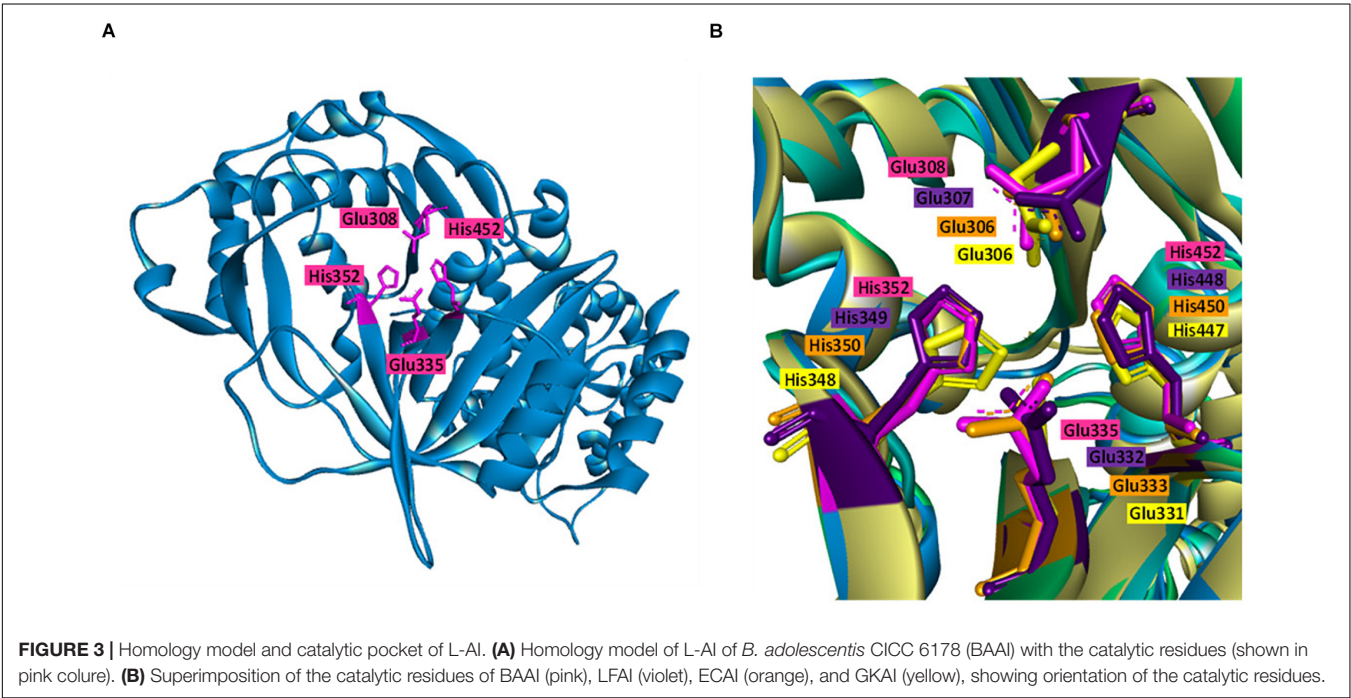 A
B
Glu308
His452
His352
Glu335
Glu308
Glu307
Glu306
Glu306
His352
His349
His350
His348
His452
His448
His450
His447
Glu335
Glu332
Glu333
Glu331
FIGURE 3 | Homology model and catalytic pocket of L-AI. (A) Homology model of L-AI of B. adolescentis CICC 6178 (BAAI) with the catalytic residues (shown in
pink colure). (B) Superimposition of the catalytic residues of BAAI (pink), LFAI (violet), ECAI (orange), and GKAI (yellow), showing orientation of the catalytic residues.